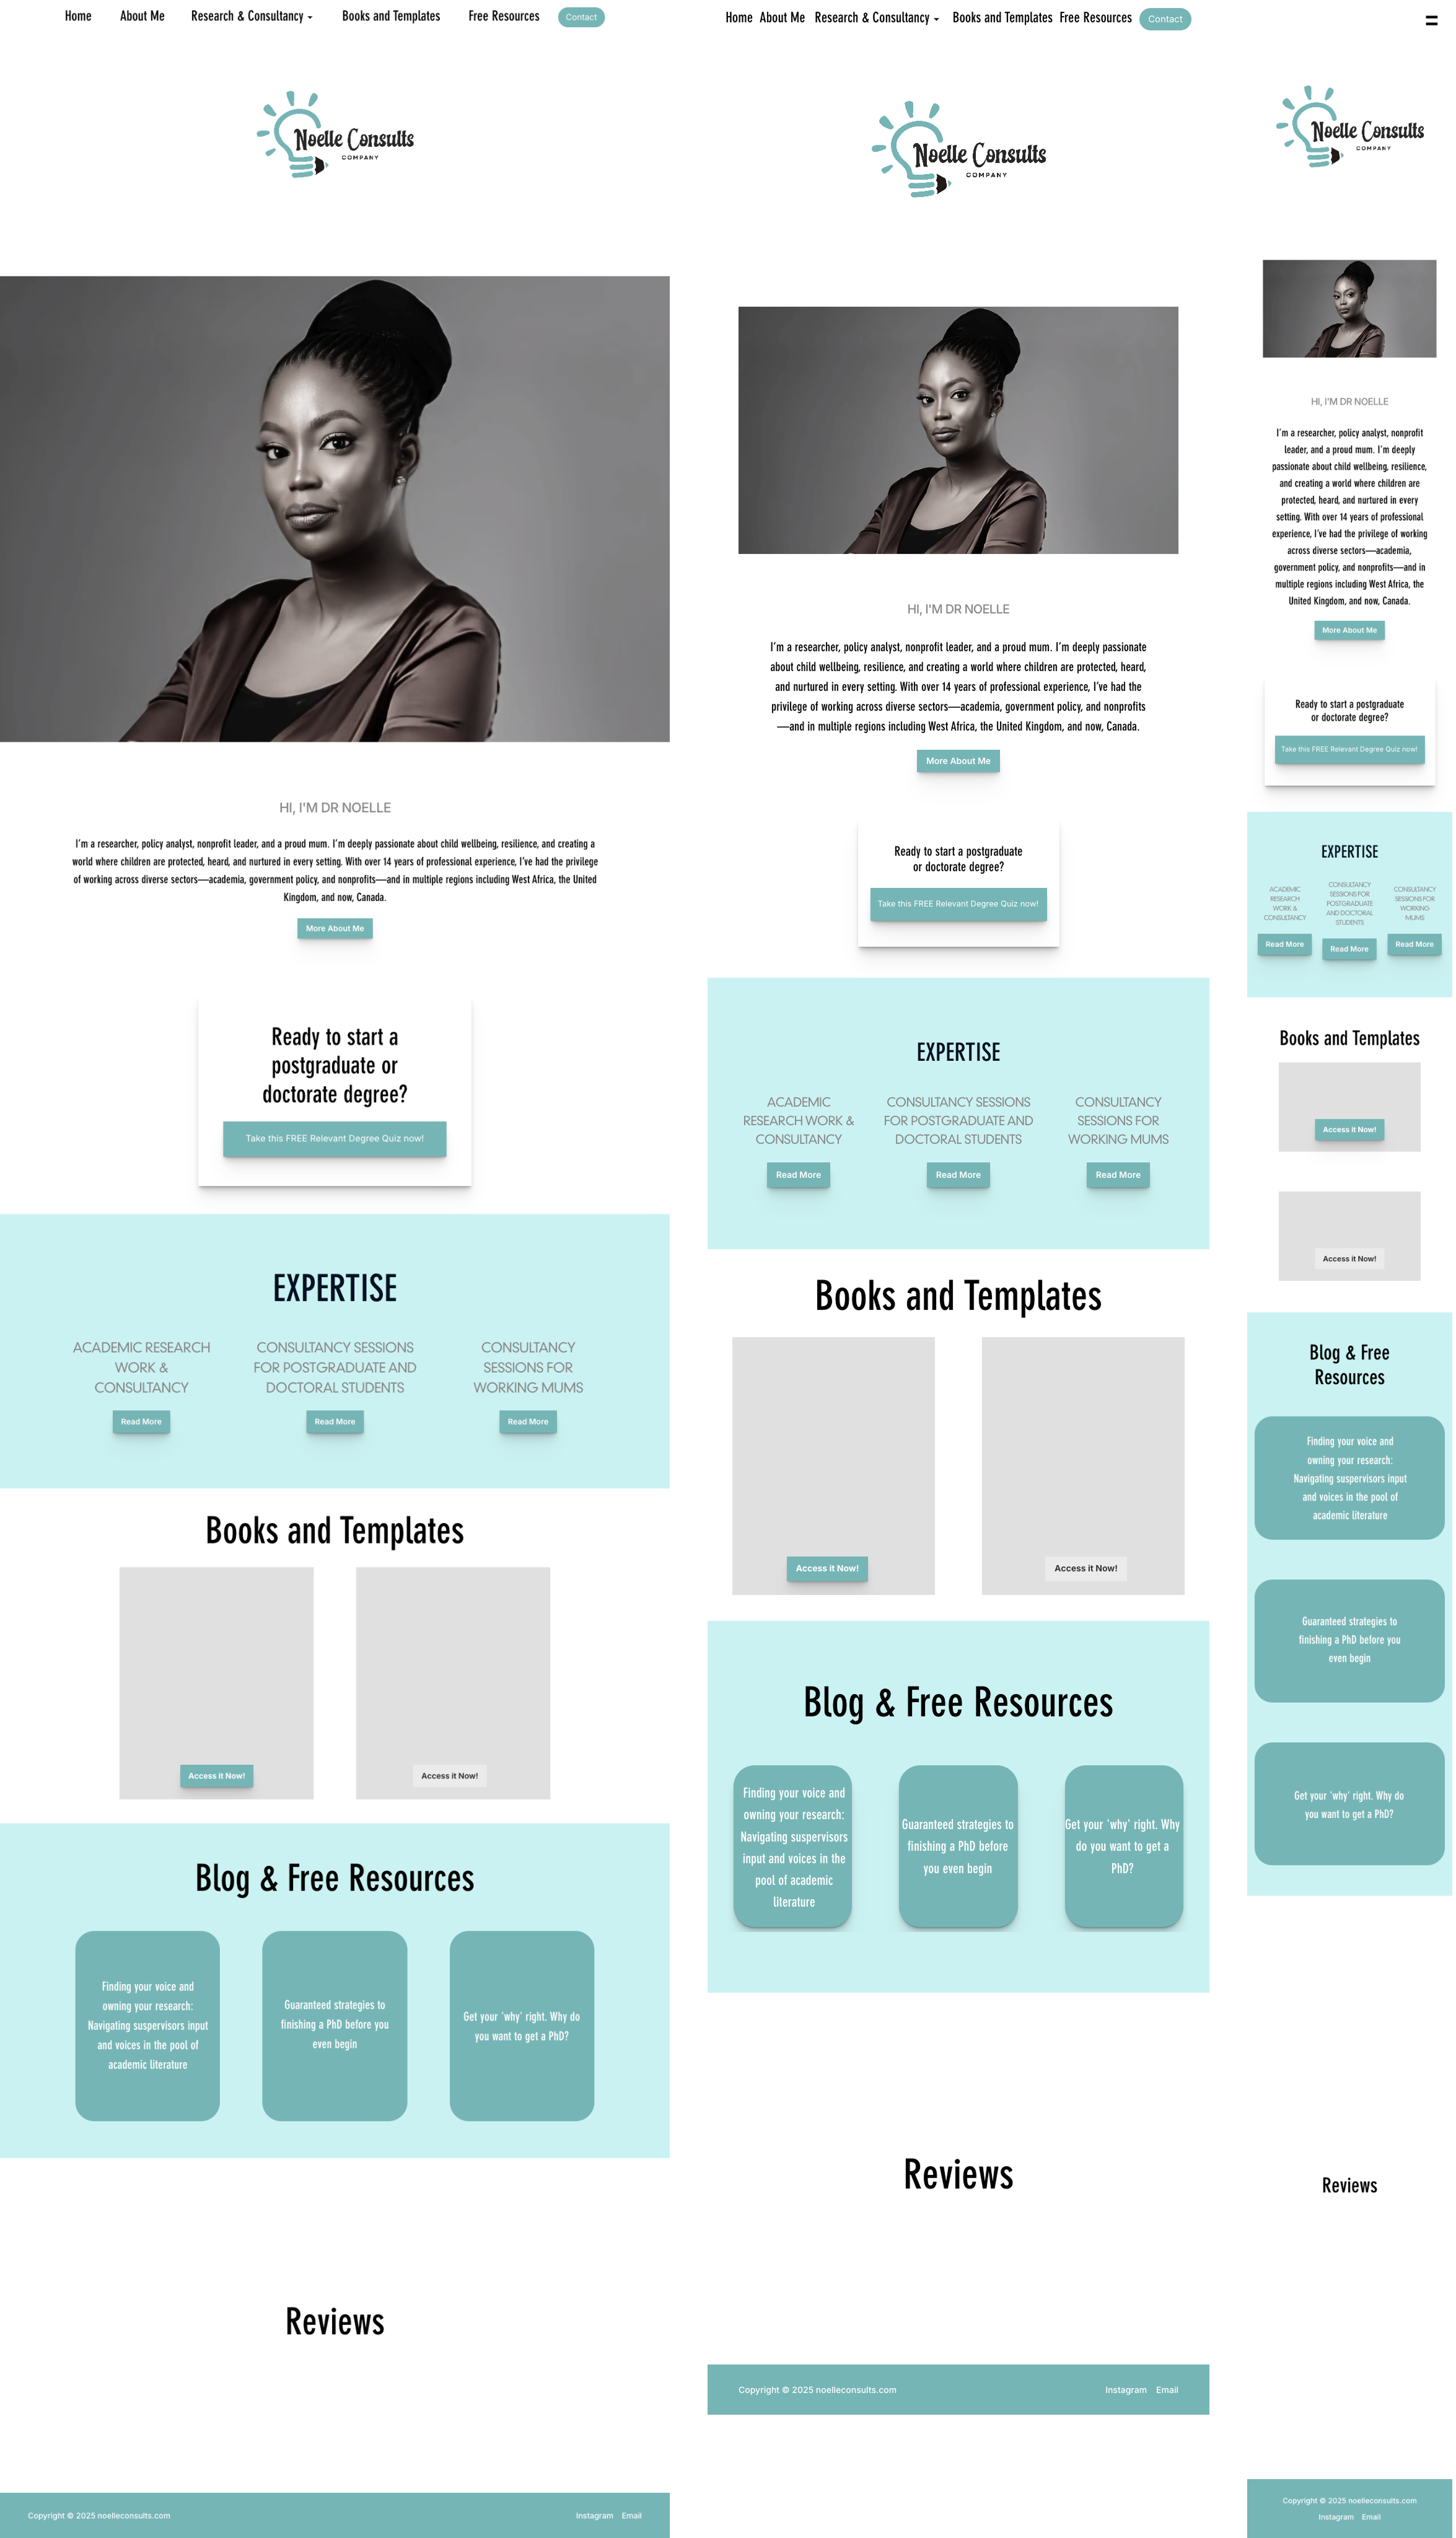 Home About Me Research & Consultancy Books and Templates Free Resources Contact
Noelle Consults
COMPANY
HI, I'M DR NOELLE
I'm a researcher, policy analyst, nonprofit leader, and a proud mum. I'm deeply passionate about child wellbeing, resilience, and creating a
world where children are protected, heard, and nurtured in every setting. With over 14 years of professional experience, I've had the privilege
of working across diverse sectors—academia, government policy, and nonprofits—and in multiple regions including West Africa, the United
Kingdom, and now, Canada.
More About Me
Ready to start a
postgraduate or
doctorate degree?
Take this FREE Relevant Degree Quiz now!
EXPERTISE
ACADEMIC RESEARCH
WORK &
CONSULTANCY
Read More
CONSULTANCY SESSIONS
FOR POSTGRADUATE AND
DOCTORAL STUDENTS
Read More
CONSULTANCY
SESSIONS FOR
WORKING MUMS
Read More
Books and Templates
Access it Now!
Access it Now!
Blog & Free Resources
Finding your voice and
owning your research:
Navigating suspervisors input
and voices in the pool of
academic literature
Guaranteed strategies to
finishing a PhD before you
even begin
Get your 'why' right. Why do
you want to get a PhD?
Reviews
Copyright © 2025 noelleconsults.com
Instagram Email
Home About Me Research & Consultancy Books and Templates Free Resources Contact
Noelle Consults
COMPANY
HI, I'M DR NOELLE
I'm a researcher, policy analyst, nonprofit leader, and a proud mum. I'm deeply passionate
about child wellbeing, resilience, and creating a world where children are protected, heard,
and nurtured in every setting. With over 14 years of professional experience, I've had the
privilege of working across diverse sectors—academia, government policy, and nonprofits
—and in multiple regions including West Africa, the United Kingdom, and now, Canada.
More About Me
Ready to start a postgraduate
or doctorate degree?
Take this FREE Relevant Degree Quiz now!
EXPERTISE
ACADEMIC
RESEARCH WORK &
CONSULTANCY
Read More
CONSULTANCY SESSIONS
FOR POSTGRADUATE AND
DOCTORAL STUDENTS
Read More
CONSULTANCY
SESSIONS FOR
WORKING MUMS
Read More
Books and Templates
Access it Now!
Access it Now!
Blog & Free Resources
Finding your voice and
owning your research:
Navigating suspervisors
input and voices in the
pool of academic
literature
Guaranteed strategies to
finishing a PhD before
you even begin
Get your 'why' right. Why
do you want to get a
PhD?
Reviews
Copyright © 2025 noelleconsults.com
Instagram Email
Noelle Consults
COMPANY
HI, I'M DR NOELLE
I'm a researcher, policy analyst, nonprofit
leader, and a proud mum. I'm deeply
passionate about child wellbeing, resilience,
and creating a world where children are
protected, heard, and nurtured in every
setting. With over 14 years of professional
experience, I've had the privilege of working
across diverse sectors—academia,
government policy, and nonprofits—and in
multiple regions including West Africa, the
United Kingdom, and now, Canada.
More About Me
Ready to start a postgraduate
or doctorate degree?
Take this FREE Relevant Degree Quiz now!
EXPERTISE
ACADEMIC
RESEARCH
WORK &
CONSULTANCY
Read More
CONSULTANCY
SESSIONS FOR
POSTGRADUATE
AND DOCTORAL
STUDENTS
Read More
CONSULTANCY
SESSIONS FOR
WORKING
MUMS
Read More
Books and Templates
Access it Now!
Access it Now!
Blog & Free
Resources
Finding your voice and
owning your research:
Navigating suspervisors input
and voices in the pool of
academic literature
Guaranteed strategies to
finishing a PhD before you
even begin
Get your 'why' right. Why do
you want to get a PhD?
Reviews
Copyright © 2025 noelleconsults.com
Instagram Email